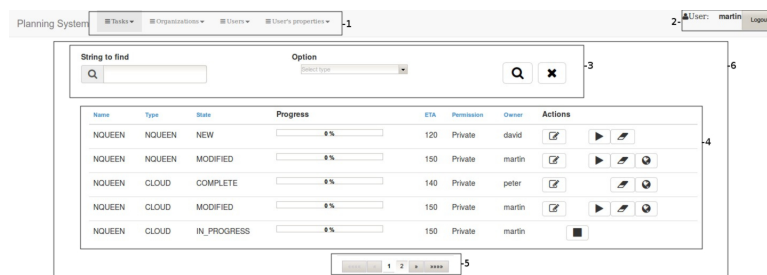 Planning System Tasks Organizations Users User's properties -1 2- User: martin Logout
String to find Option
Select type -3 -6
Name Type State Progress ETA Permission Owner Actions
NQUEEN NQUEEN NEW 0 % 120 Private david
NQUEEN NQUEEN MODIFIED 0 % 150 Private martin -4
NQUEEN CLOUD COMPLETE 0 % 140 Private peter
NQUEEN CLOUD MODIFIED 0 % 150 Private martin
NQUEEN CLOUD IN_PROGRESS 0 % 150 Private martin
1 2 » »»»» -5